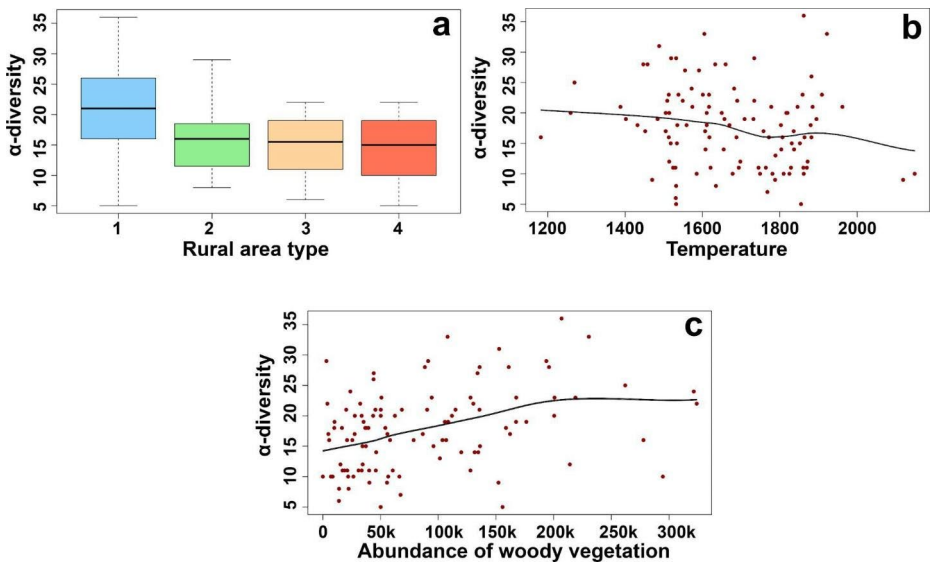 a
α-diversity
35
30
25
20
15
10
5
1 2 3 4
Rural area type
b
α-diversity
35
30
25
20
15
10
5
1200 1400 1600 1800 2000
Temperature
c
α-diversity
35
30
25
20
15
10
5
0 50k 100k 150k 200k 250k 300k
Abundance of woody vegetation